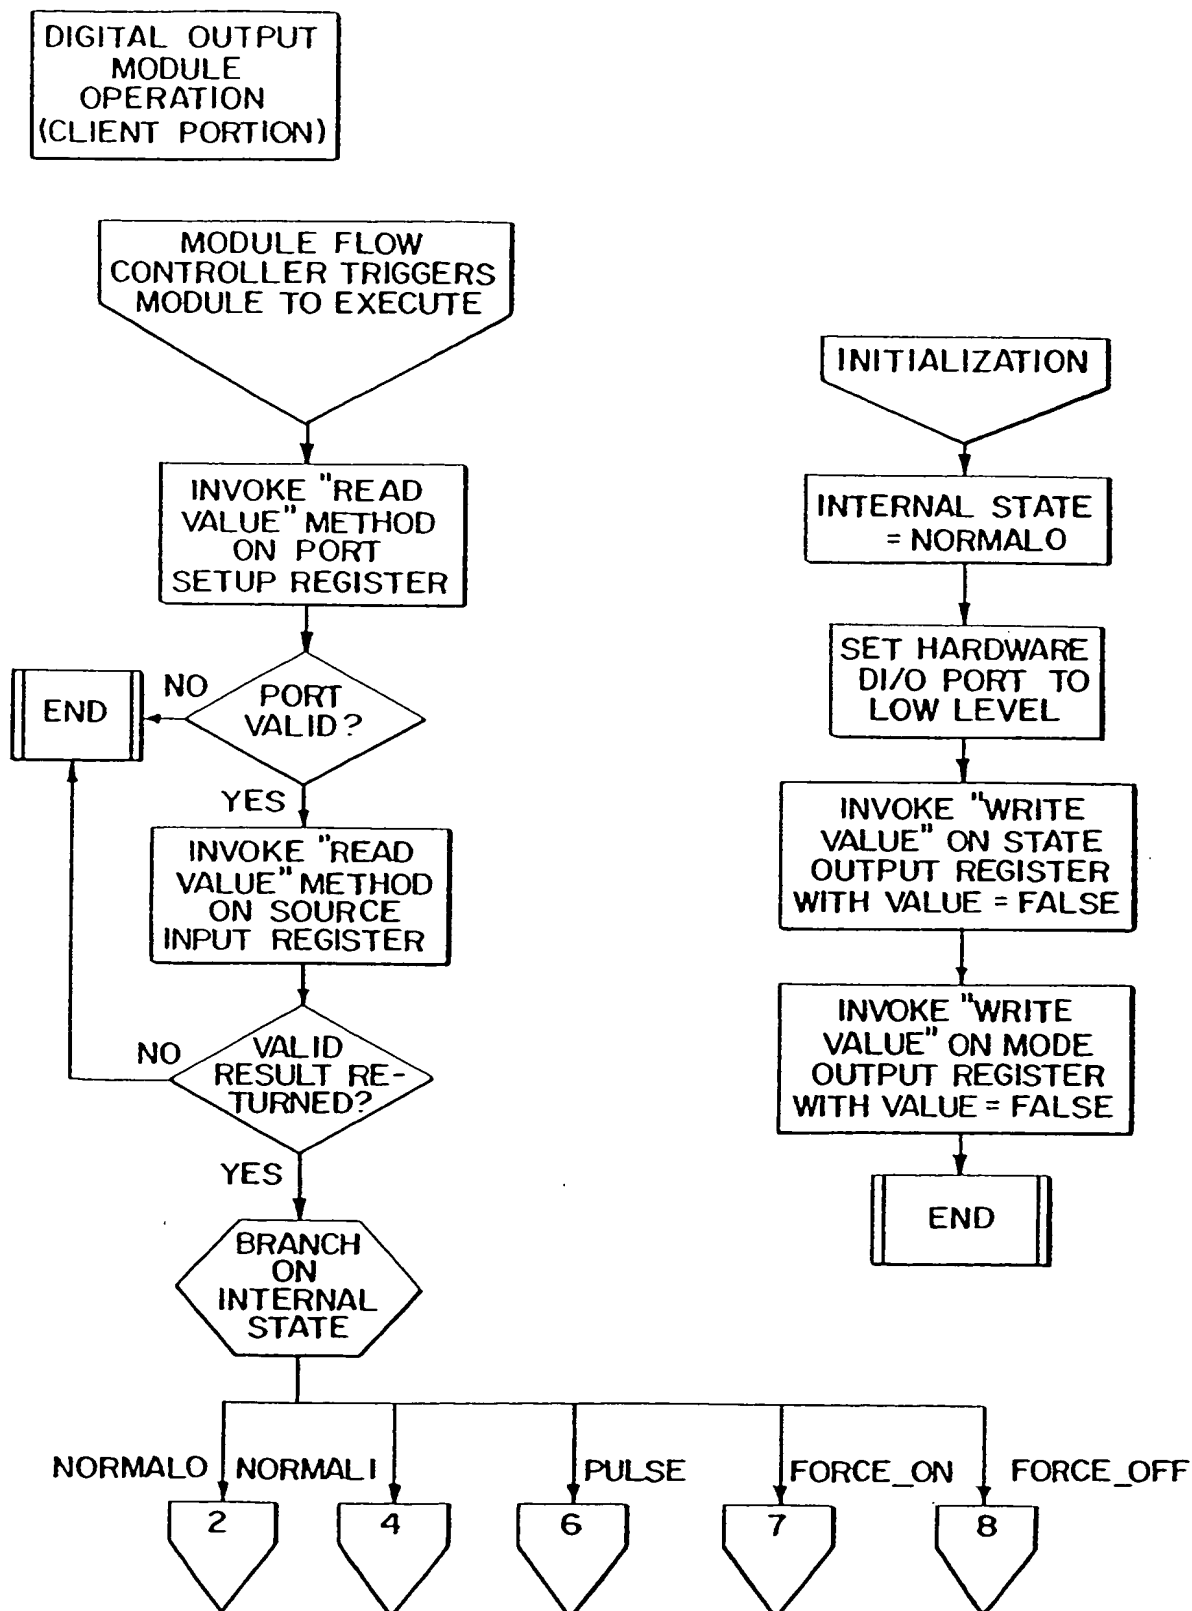 DIGITAL OUTPUT
MODULE
OPERATION
(CLIENT PORTION)
MODULE FLOW
CONTROLLER TRIGGERS
MODULE TO EXECUTE
INVOKE "READ
VALUE" METHOD
ON PORT
SETUP REGISTER
PORT
VALID?
NO
END
YES
INVOKE "READ
VALUE" METHOD
ON SOURCE
INPUT REGISTER
VALID
RESULT RE-
TURNED?
NO
YES
BRANCH
ON
INTERNAL
STATE
NORMALO
NORMAL1
PULSE
FORCE_ON
FORCE_OFF
2
4
6
7
8
INITIALIZATION
INTERNAL STATE
= NORMALO
SET HARDWARE
DI/O PORT TO
LOW LEVEL
INVOKE "WRITE
VALUE" ON STATE
OUTPUT REGISTER
WITH VALUE = FALSE
INVOKE "WRITE
VALUE" ON MODE
OUTPUT REGISTER
WITH VALUE = FALSE
END